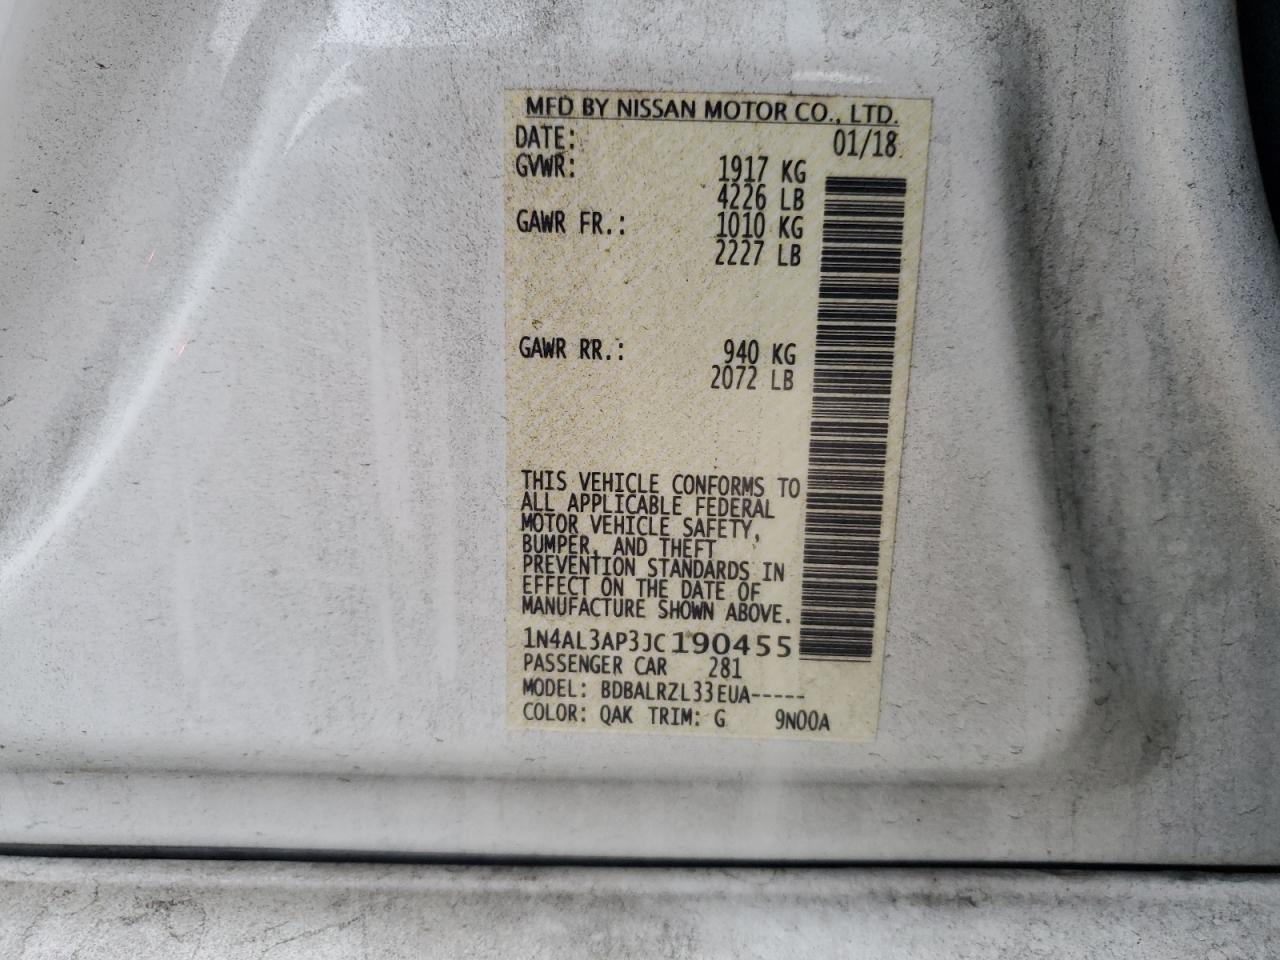 MFD BY NISSAN MOTOR CO., LTD.
DATE: 01/18
GVWR: 1917 KG
4226 LB
GAWR FR.: 1010 KG
2227 LB
GAWR RR.: 940 KG
2072 LB
THIS VEHICLE CONFORMS TO
ALL APPLICABLE FEDERAL
MOTOR VEHICLE SAFETY,
BUMPER, AND THEFT
PREVENTION STANDARDS IN
EFFECT ON THE DATE OF
MANUFACTURE SHOWN ABOVE.
1N4AL3AP3JC190455
PASSENGER CAR 281
MODEL: BDBALRZL33EUA-----
COLOR: QAK TRIM: G 9N00A